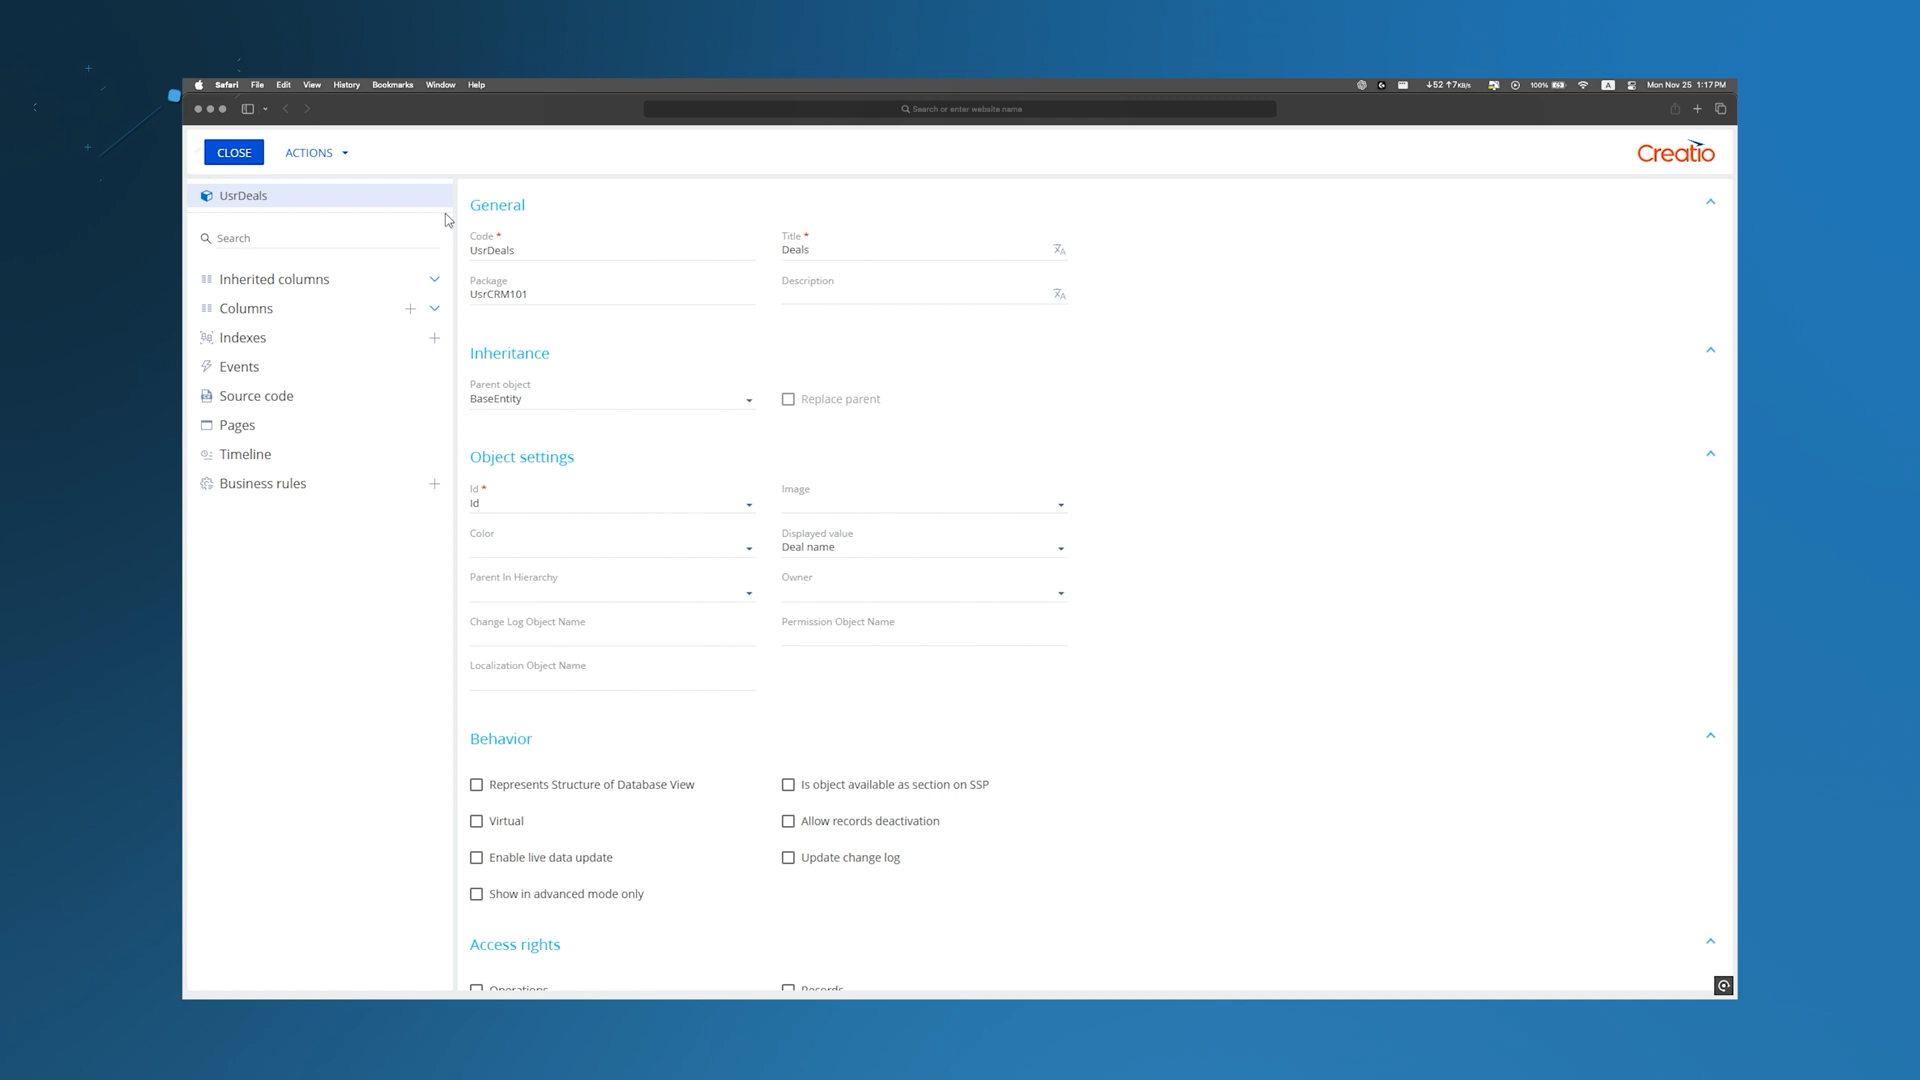 Safari File Edit View History Bookmarks Window Help
↓52 ↑7KB/s 100% A Mon Nov 25 1:17 PM
Search or enter website name
CLOSE ACTIONS
Creatio
UsrDeals
Search
Inherited columns
Columns
Indexes
Events
Source code
Pages
Timeline
Business rules
General
Code * Title *
UsrDeals Deals
Package Description
UsrCRM101
Inheritance
Parent object
BaseEntity Replace parent
Object settings
Id * Image
Id
Color Displayed value
Deal name
Parent In Hierarchy Owner
Change Log Object Name Permission Object Name
Localization Object Name
Behavior
Represents Structure of Database View Is object available as section on SSP
Virtual Allow records deactivation
Enable live data update Update change log
Show in advanced mode only
Access rights
Operations Records